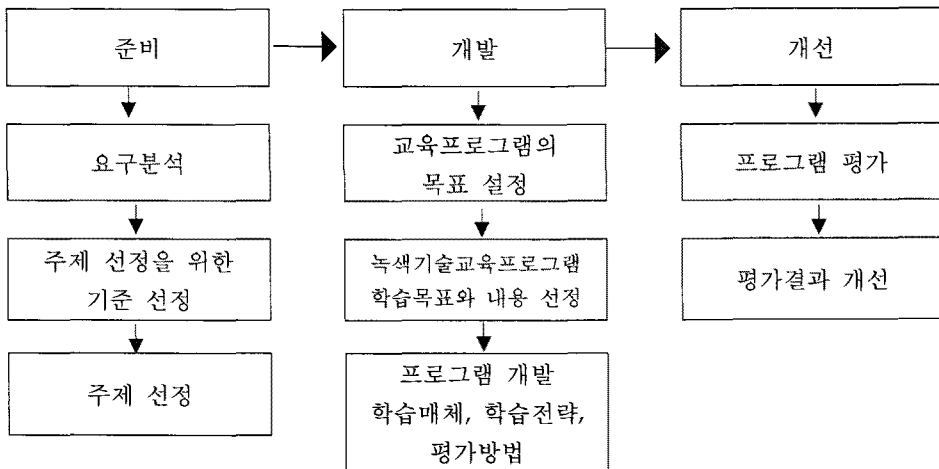 준비
개발
개선
요구분석
교육프로그램의
목표 설정
프로그램 평가
주제 선정을 위한
기준 선정
녹색기술교육프로그램
학습목표와 내용 선정
평가결과 개선
주제 선정
프로그램 개발
학습매체, 학습전략,
평가방법